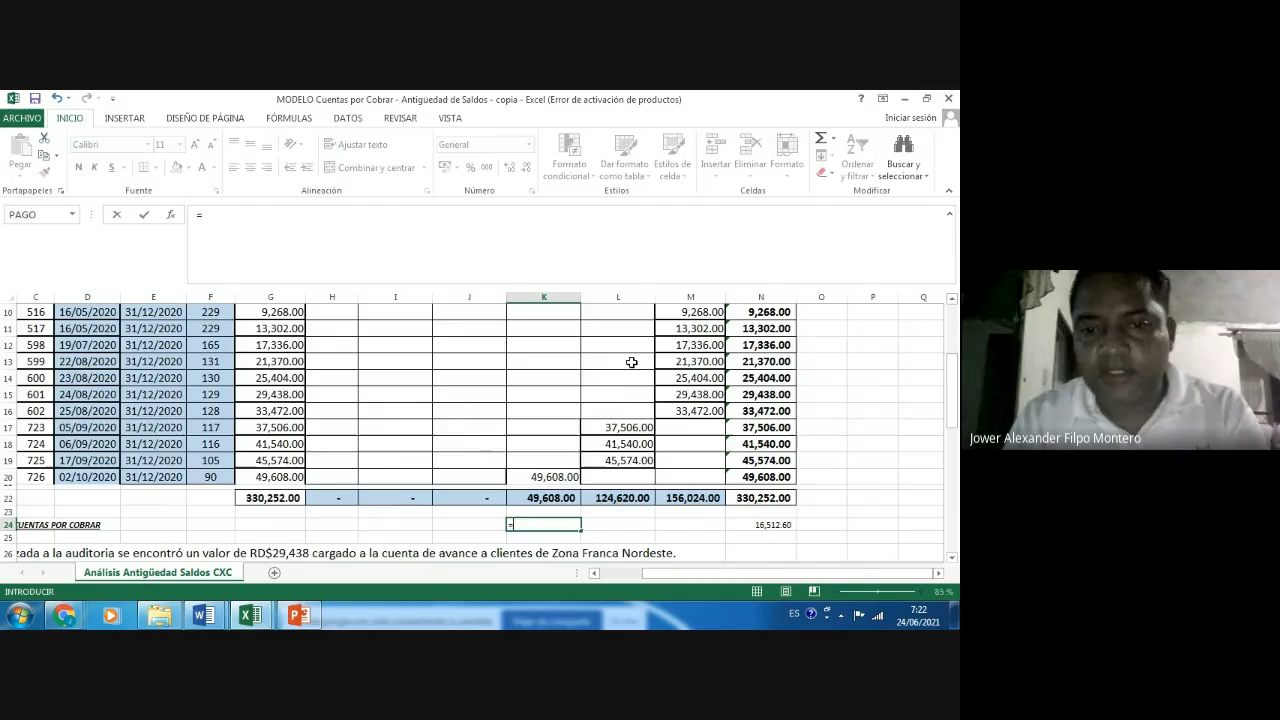 MODELO Cuentas por Cobrar - Antigüedad de Saldos - copia - Excel (Error de activación de productos)
ARCHIVO INICIO INSERTAR DISEÑO DE PÁGINA FÓRMULAS DATOS REVISAR VISTA Iniciar sesión
Pegar
Calibri 11
N K S
Ajustar texto
Combinar y centrar
General
% 000
Formato condicional
Dar formato como tabla
Estilos de celda
Insertar Eliminar Formato
Ordenar y filtrar
Buscar y seleccionar
Portapapeles Fuente Alineación Número Estilos Celdas Modificar
PAGO =
C D E F G H I J K L M N O P Q
10 516 16/05/2020 31/12/2020 229 9,268.00 9,268.00 9,268.00
11 517 16/05/2020 31/12/2020 229 13,302.00 13,302.00 13,302.00
12 598 19/07/2020 31/12/2020 165 17,336.00 17,336.00 17,336.00
13 599 22/08/2020 31/12/2020 131 21,370.00 21,370.00 21,370.00
14 600 23/08/2020 31/12/2020 130 25,404.00 25,404.00 25,404.00
15 601 24/08/2020 31/12/2020 129 29,438.00 29,438.00 29,438.00
16 602 25/08/2020 31/12/2020 128 33,472.00 33,472.00 33,472.00
17 723 05/09/2020 31/12/2020 117 37,506.00 37,506.00 37,506.00
18 724 06/09/2020 31/12/2020 116 41,540.00 41,540.00 41,540.00
19 725 17/09/2020 31/12/2020 105 45,574.00 45,574.00 45,574.00
20 726 02/10/2020 31/12/2020 90 49,608.00 49,608.00 49,608.00
22 330,252.00 - - - 49,608.00 124,620.00 156,024.00 330,252.00
23
24 CUENTAS POR COBRAR = 16,512.60
25
26 zada a la auditoria se encontró un valor de RD$29,438 cargado a la cuenta de avance a clientes de Zona Franca Nordeste.
Análisis Antigüedad Saldos CXC
INTRODUCIR 85 %
ES 7:22
24/06/2021
Jower Alexander Filpo Montero